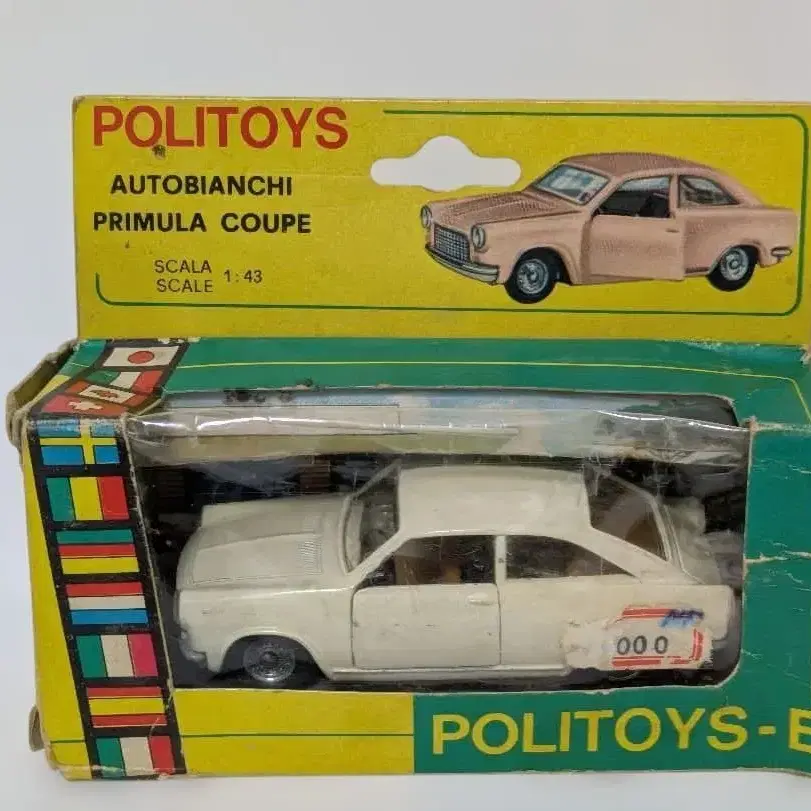 POLITOYS
AUTOBIANCHI
PRIMULA COUPE
SCALA
SCALE 1:43
000
POLITOYS-E